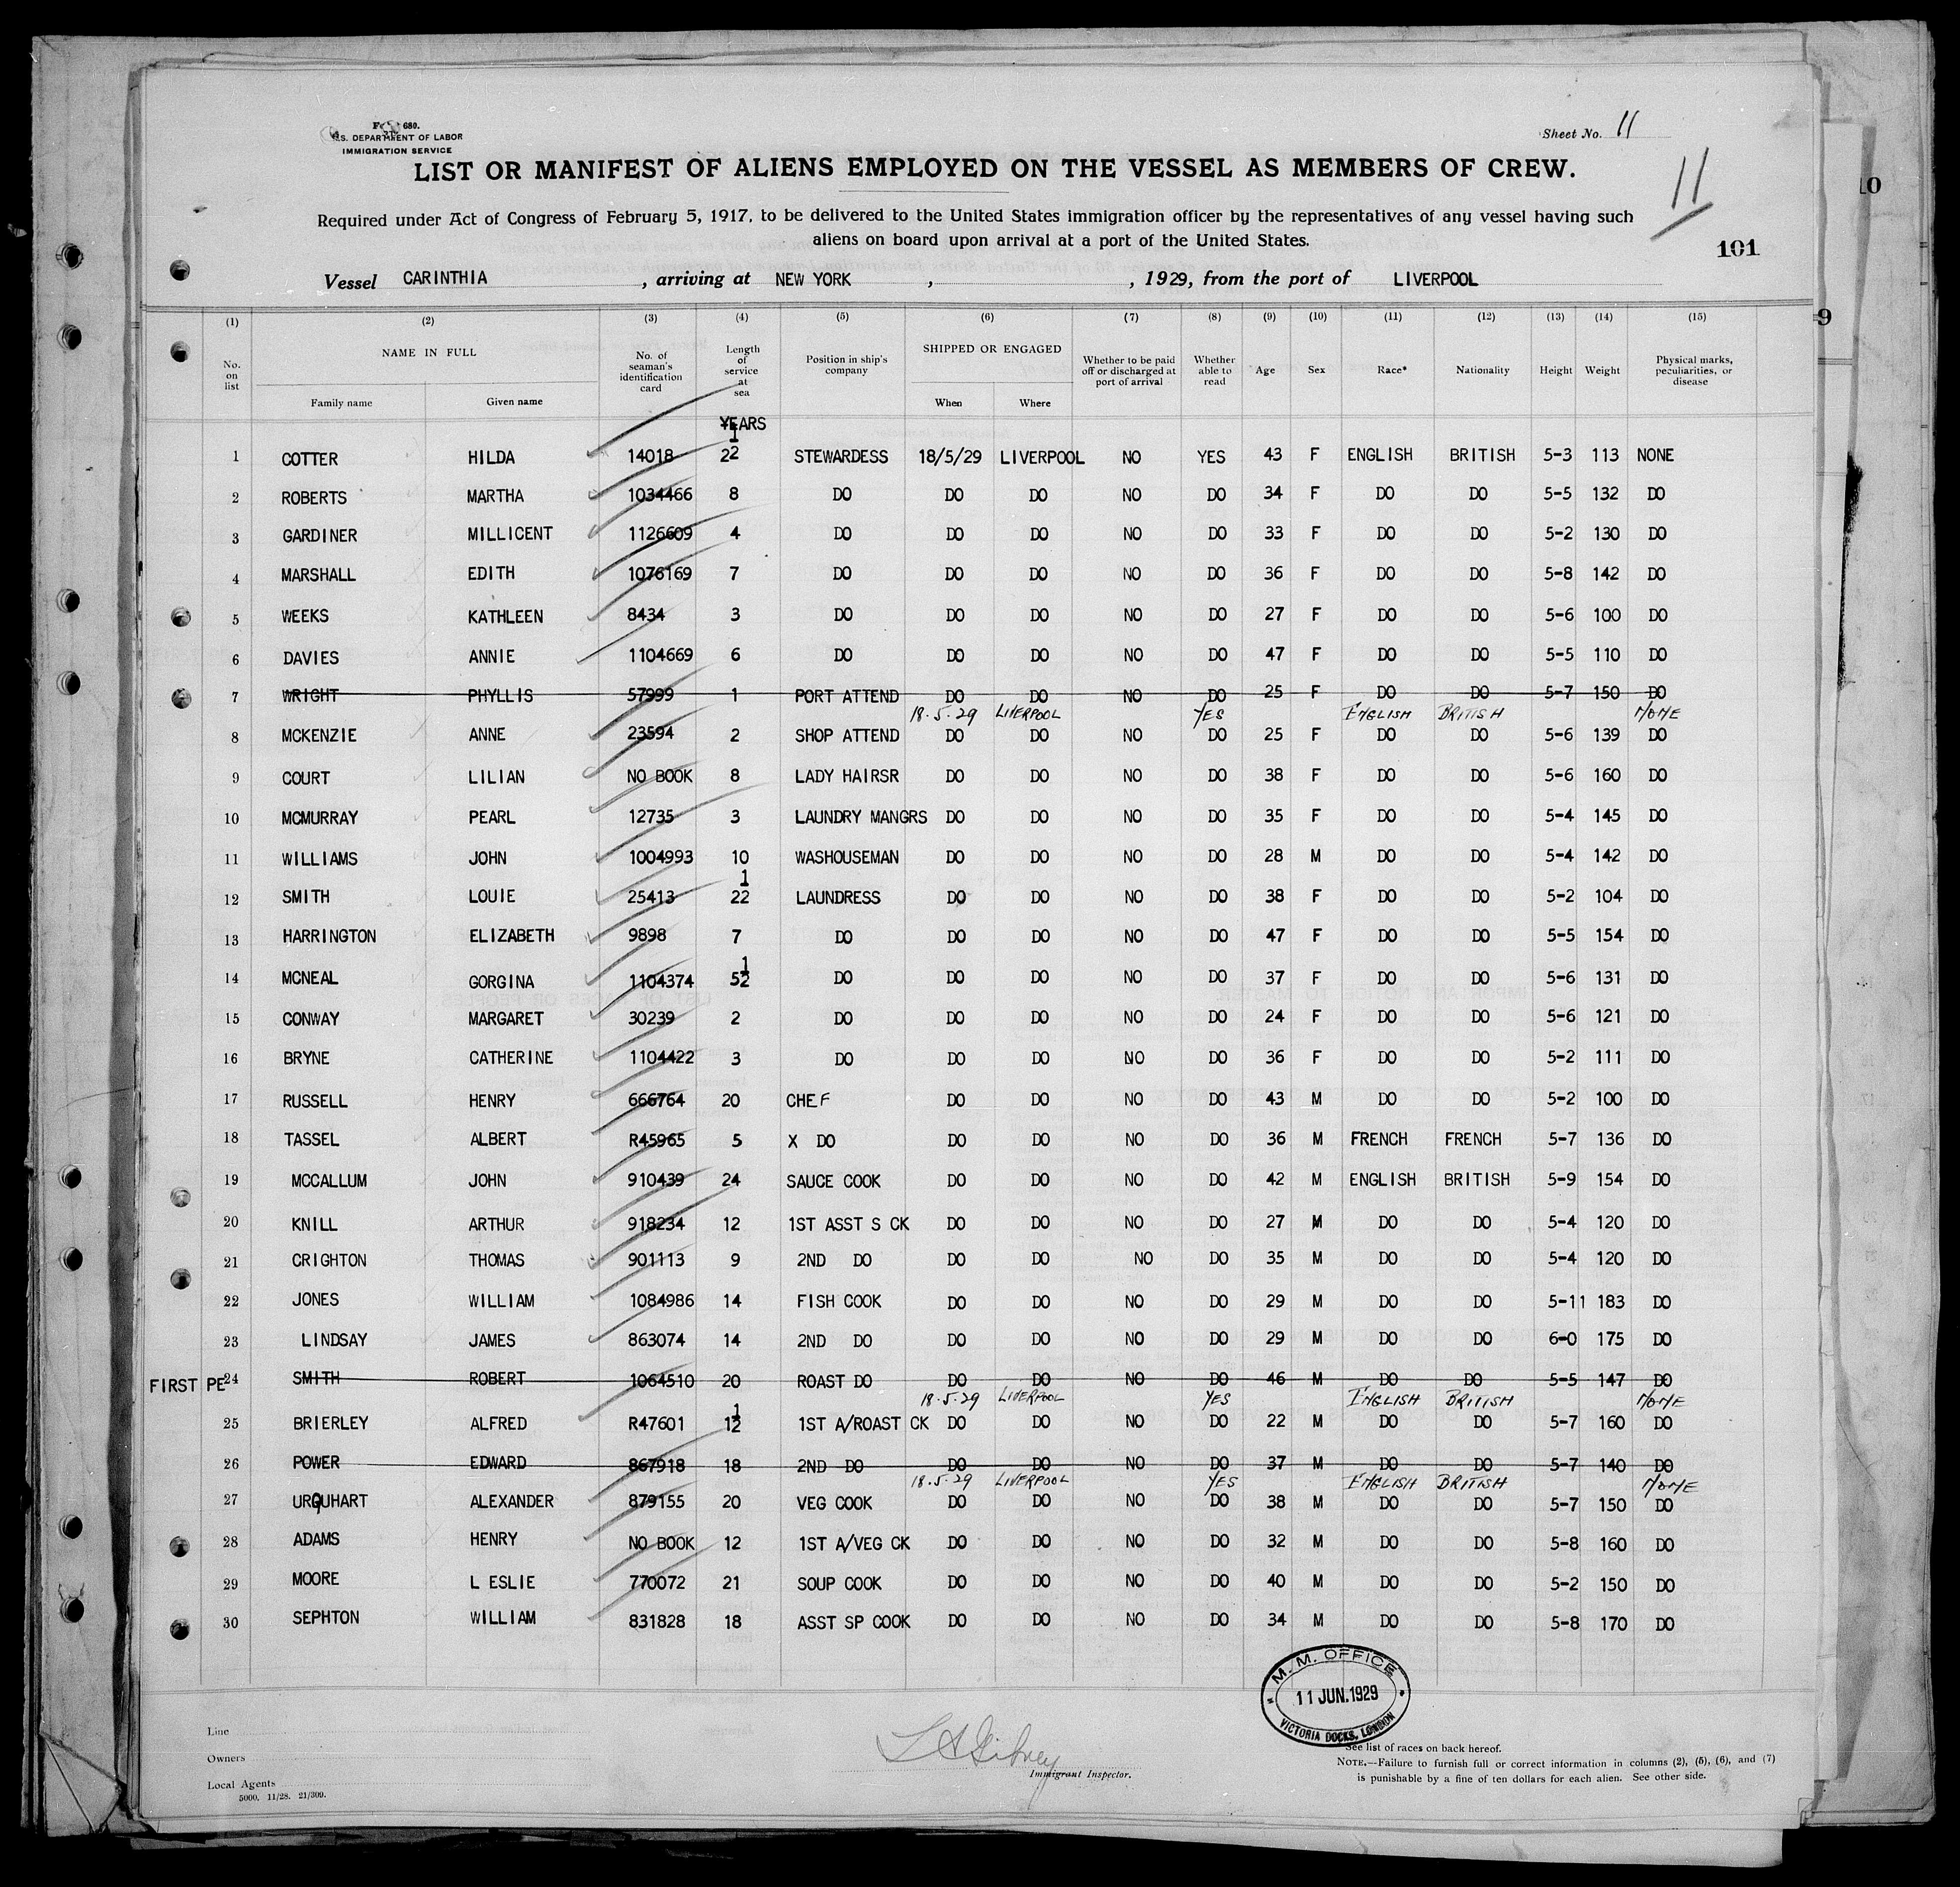 Sheet No. 11
680.
U.S. DEPARTMENT OF LABOR
IMMIGRATION SERVICE
LIST OR MANIFEST OF ALIENS EMPLOYED ON THE VESSEL AS MEMBERS OF CREW.
11
10
Required under Act of Congress of February 5, 1917, to be delivered to the United States immigration officer by the representatives of any vessel having such
aliens on board upon arrival at a port of the United States.
101
Vessel CARINTHIA, arriving at NEW YORK, , 1929, from the port of LIVERPOOL
(1) (2) (3) (4) (5) (6) (7) (8) (9) (10) (11) (12) (13) (14) (15)
9
No. on list NAME IN FULL Family name Given name No. of seaman's identification card Length of service at sea Position in ship's company SHIPPED OR ENGAGED When Where Whether to be paid off or discharged at port of arrival Whether able to read Age Sex Race* Nationality Height Weight Physical marks, peculiarities, or disease
YEARS
1 COTTER HILDA 14018 2½ STEWARDESS 18/5/29 LIVERPOOL NO YES 43 F ENGLISH BRITISH 5-3 113 NONE
2 ROBERTS MARTHA 1034466 8 DO DO DO NO DO 34 F DO DO 5-5 132 DO
3 GARDINER MILLICENT 1126609 4 DO DO DO NO DO 33 F DO DO 5-2 130 DO
4 MARSHALL EDITH 1076169 7 DO DO DO NO DO 36 F DO DO 5-8 142 DO
5 WEEKS KATHLEEN 8434 3 DO DO DO NO DO 27 F DO DO 5-6 100 DO
6 DAVIES ANNIE 1104669 6 DO DO DO NO DO 47 F DO DO 5-5 110 DO
7 WRIGHT PHYLLIS 57999 1 PORT ATTEND DO DO NO DO 25 F DO DO 5-7 150 DO
18.5.29 LIVERPOOL YES ENGLISH BRITISH NONE
8 MCKENZIE ANNE 23594 2 SHOP ATTEND DO DO NO DO 25 F DO DO 5-6 139 DO
9 COURT LILIAN NO BOOK 8 LADY HAIRSR DO DO NO DO 38 F DO DO 5-6 160 DO
10 MCMURRAY PEARL 12735 3 LAUNDRY MANGRS DO DO NO DO 35 F DO DO 5-4 145 DO
11 WILLIAMS JOHN 1004993 10 WASHOUSEMAN DO DO NO DO 28 M DO DO 5-4 142 DO
12 SMITH LOUIE 25413 2½ LAUNDRESS DO DO NO DO 38 F DO DO 5-2 104 DO
13 HARRINGTON ELIZABETH 9898 7 DO DO DO NO DO 47 F DO DO 5-5 154 DO
14 MCNEAL GORGINA 1104374 5½ DO DO DO NO DO 37 F DO DO 5-6 131 DO
15 CONWAY MARGARET 30239 2 DO DO DO NO DO 24 F DO DO 5-6 121 DO
16 BRYNE CATHERINE 1104422 3 DO DO DO NO DO 36 F DO DO 5-2 111 DO
17 RUSSELL HENRY 666764 20 CHEF DO DO NO DO 43 M DO DO 5-2 100 DO
18 TASSEL ALBERT R45965 5 X DO DO DO NO DO 36 M FRENCH FRENCH 5-7 136 DO
19 MCCALLUM JOHN 910439 24 SAUCE COOK DO DO NO DO 42 M ENGLISH BRITISH 5-9 154 DO
20 KNILL ARTHUR 918234 12 1ST ASST S CK DO DO NO DO 27 M DO DO 5-4 120 DO
21 CRIGHTON THOMAS 901113 9 2ND DO DO DO NO DO 35 M DO DO 5-4 120 DO
22 JONES WILLIAM 1084986 14 FISH COOK DO DO NO DO 29 M DO DO 5-11 183 DO
23 LINDSAY JAMES 863074 14 2ND DO DO DO NO DO 29 M DO DO 6-0 175 DO
FIRST PE 24 SMITH ROBERT 1064510 20 ROAST DO DO DO NO DO 46 M DO DO 5-5 147 DO
18.5.29 LIVERPOOL YES ENGLISH BRITISH NONE
25 BRIERLEY ALFRED R47601 1½ 1ST A/ROAST CK DO DO NO DO 22 M DO DO 5-7 160 DO
26 POWER EDWARD 867918 18 2ND DO DO DO NO DO 37 M DO DO 5-7 140 DO
18.5.29 LIVERPOOL YES ENGLISH BRITISH NONE
27 URQUHART ALEXANDER 879155 20 VEG COOK DO DO NO DO 38 M DO DO 5-7 150 DO
28 ADAMS HENRY NO BOOK 12 1ST A/VEG CK DO DO NO DO 32 M DO DO 5-8 160 DO
29 MOORE L ESLIE 770072 21 SOUP COOK DO DO NO DO 40 M DO DO 5-2 150 DO
30 SEPHTON WILLIAM 831828 18 ASST SP COOK DO DO NO DO 34 M DO DO 5-8 170 DO
M. M. OFFICE
11 JUN. 1929
VICTORIA DOCKS, LONDON
Line
Owners
Local Agents
5000. 11/28. 21/309.
Immigrant Inspector.
See list of races on back hereof.
NOTE.—Failure to furnish full or correct information in columns (2), (5), (6), and (7)
is punishable by a fine of ten dollars for each alien. See other side.